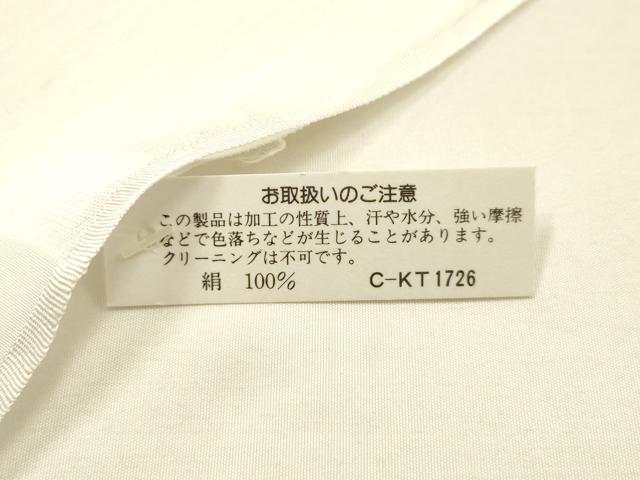 お取扱いのご注意
この製品は加工の性質上、汗や水分、強い摩擦
などで色落ちなどが生じることがあります。
クリーニングは不可です。
絹 100% C-KT1726